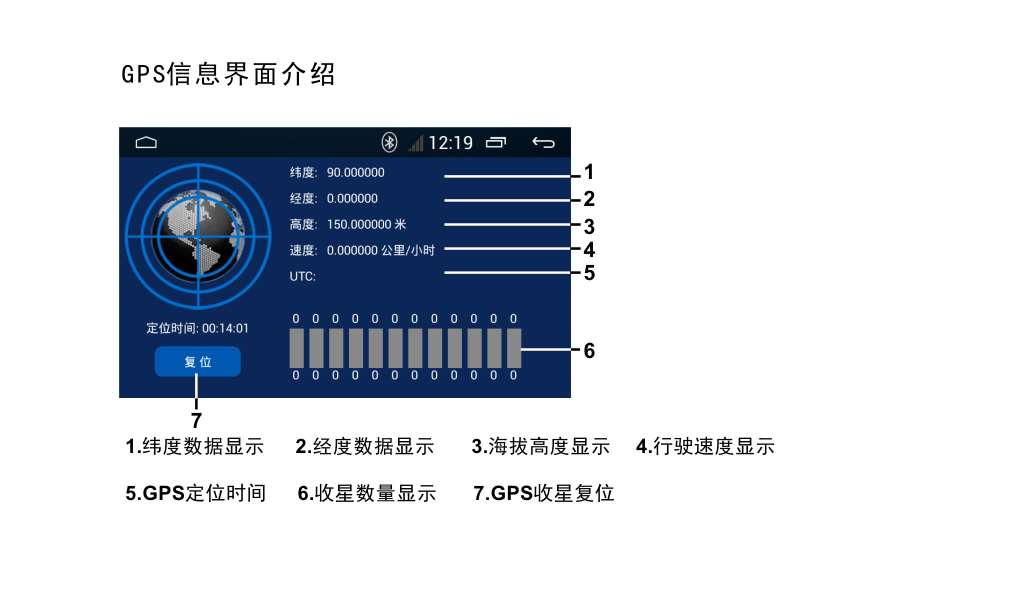 GPS信息界面介绍
12:19
纬度: 90.000000
1
经度: 0.000000
2
高度: 150.000000 米
3
速度: 0.000000 公里/小时
4
UTC:
5
0 0 0 0 0 0 0 0 0 0 0 0
定位时间: 00:14:01
6
复位
0 0 0 0 0 0 0 0 0 0 0 0
7
1.纬度数据显示 2.经度数据显示 3.海拔高度显示 4.行驶速度显示
5.GPS定位时间 6.收星数量显示 7.GPS收星复位